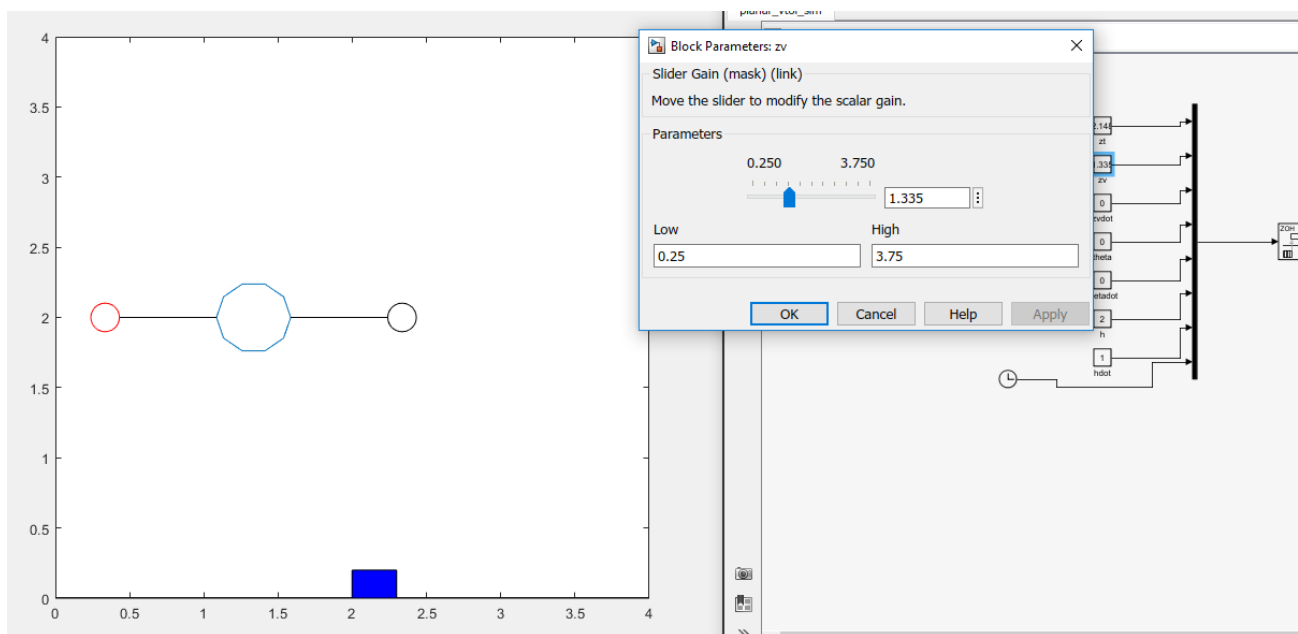 4
3.5
3
2.5
2
1.5
1
0.5
0
0
0.5
1
1.5
2
2.5
3
3.5
4
Block Parameters: zv
Slider Gain (mask) (link)
Move the slider to modify the scalar gain.
Parameters
0.250 3.750
1.335
Low High
0.25 3.75
OK Cancel Help Apply
zt
zv
0
zvdot
0
theta
0
etadot
2
h
1
hdot
ZOH